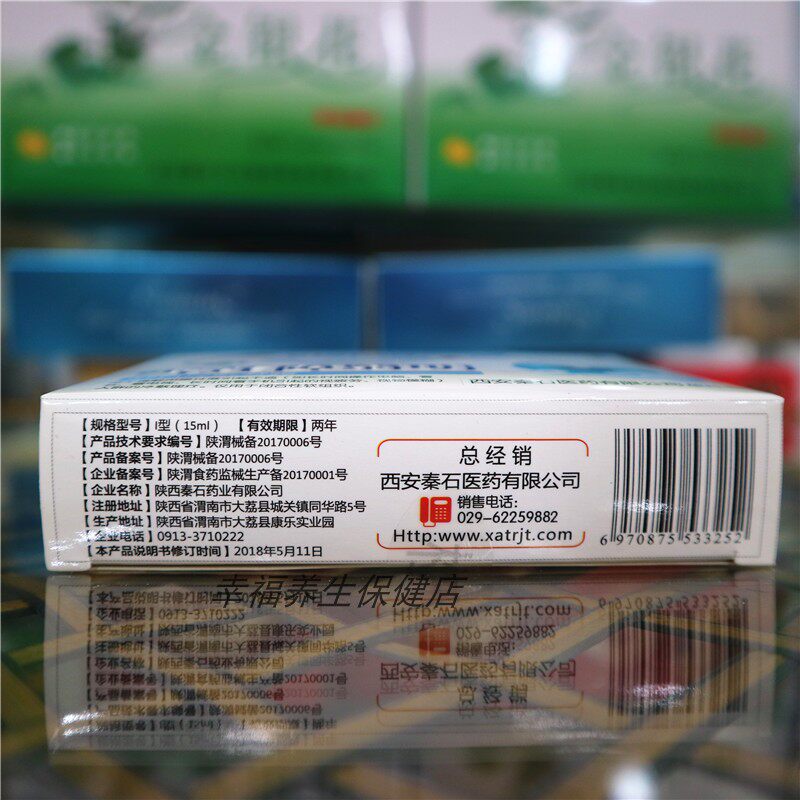 【规格型号】I型（15ml）【有效期限】两年
【产品技术要求编号】陕渭械备20170006号
【产品备案号】陕渭械备20170006号
【企业备案号】陕渭食药监械生产备20170001号
【企业名称】陕西秦石药业有限公司
【注册地址】陕西省渭南市大荔县城关镇同华路5号
【生产地址】陕西省渭南市大荔县康乐实业园
【企业电话】0913-3710222
【本产品说明书修订时间】2018年5月11日
总经销
西安秦石医药有限公司
销售电话：
029-62259882
Http:www.xatrjt.com
6 970875 533252
幸福养生保健店